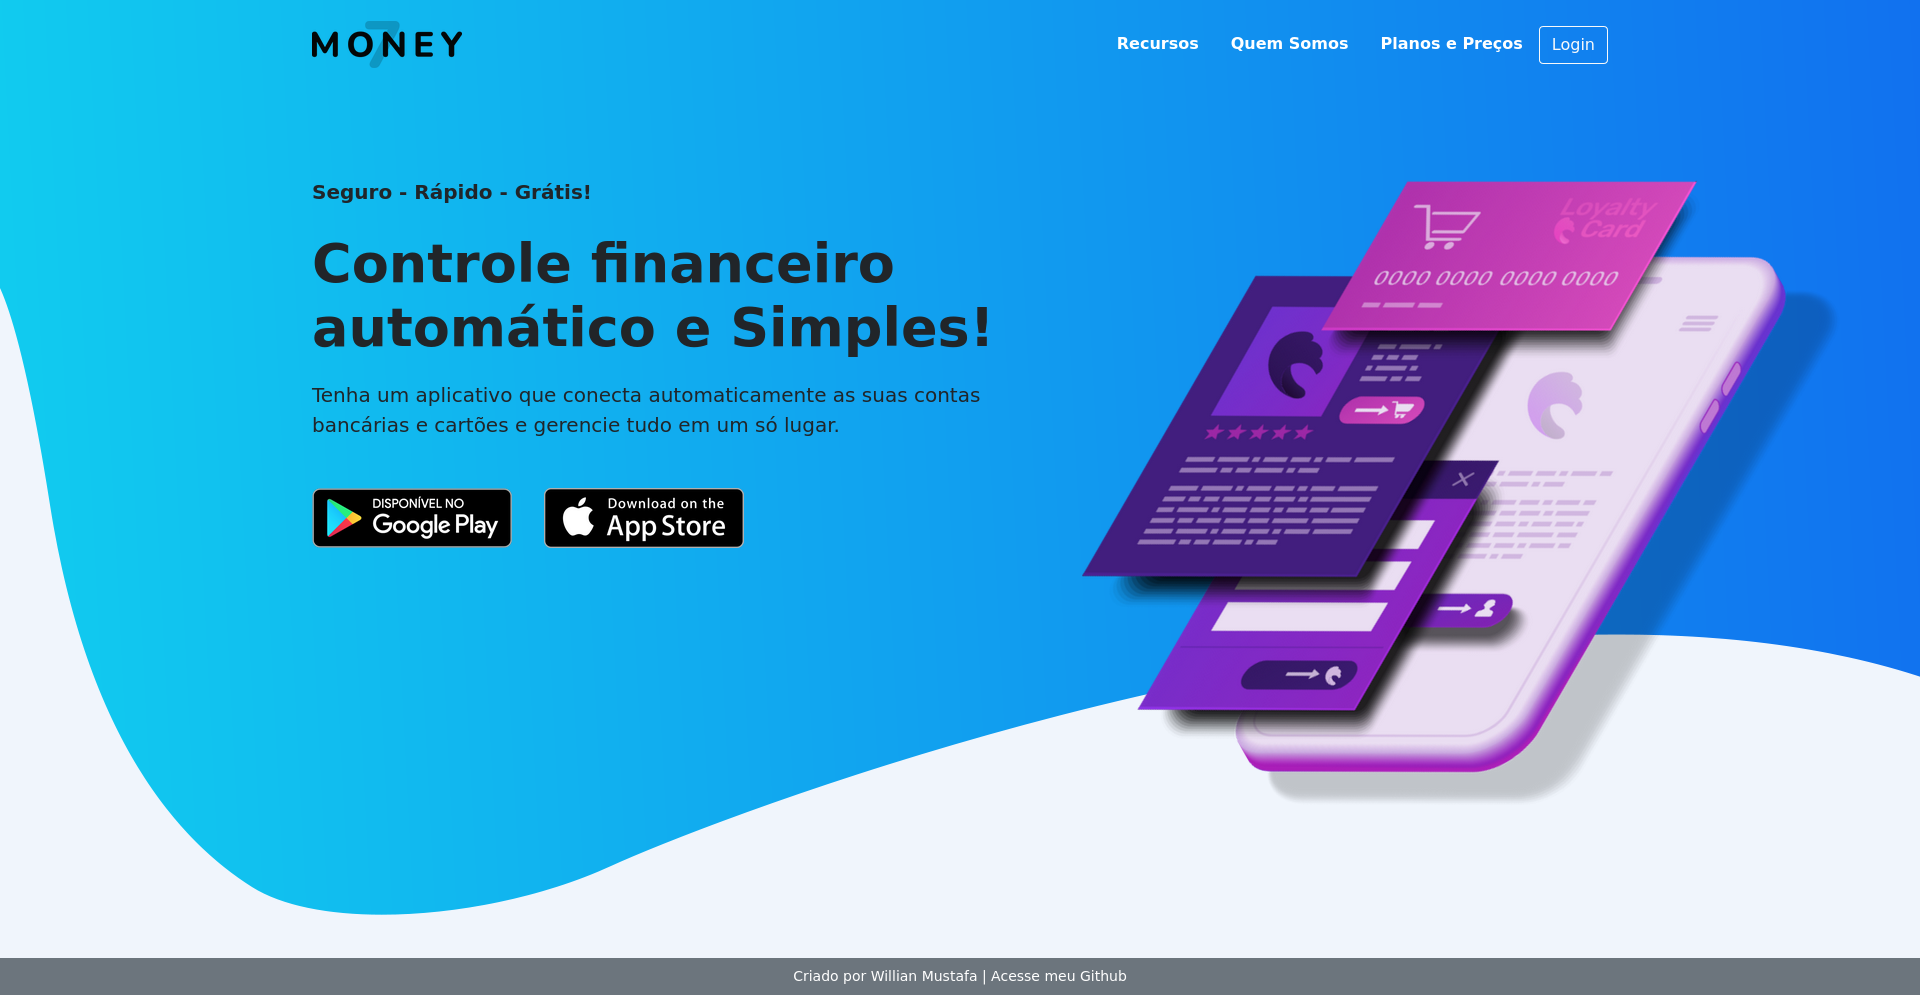 MONEY
7
Recursos
Quem Somos
Planos e Preços
Login
Seguro - Rápido - Grátis!
Controle financeiro
automático e Simples!
Tenha um aplicativo que conecta automaticamente as suas contas
bancárias e cartões e gerencie tudo em um só lugar.
DISPONÍVEL NO
Google Play
Download on the
App Store
Loyalty
Card
0000 0000 0000 0000
Criado por Willian Mustafa | Acesse meu Github